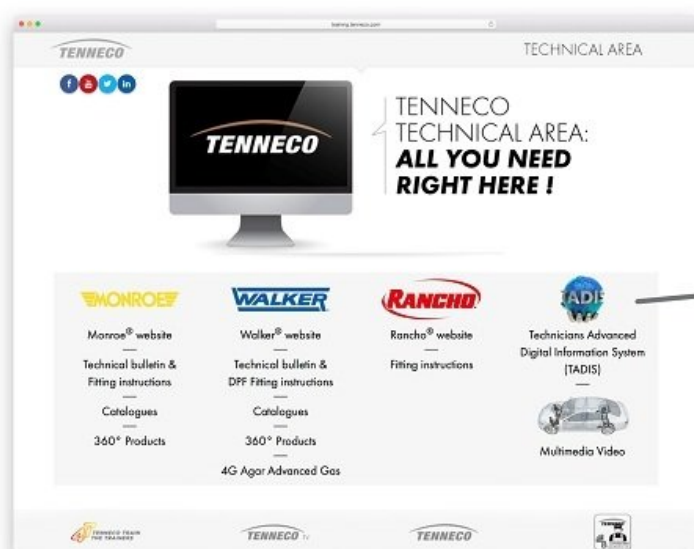 training.tenneco.com
TENNECO
TECHNICAL AREA
TENNECO
TENNECO
TECHNICAL AREA:
ALL YOU NEED
RIGHT HERE !
MONROE
Monroe® website
Technical bulletin &
Fitting instructions
Catalogues
360° Products
WALKER
Walker® website
Technical bulletin &
DPF Fitting instructions
Catalogues
360° Products
4G Agar Advanced Gas
RANCHO
Rancho® website
Fitting instructions
TADIS
Technicians Advanced
Digital Information System
(TADIS)
Multimedia Video
TENNECO TRAIN
THE TRAINERS
TENNECO
TENNECO